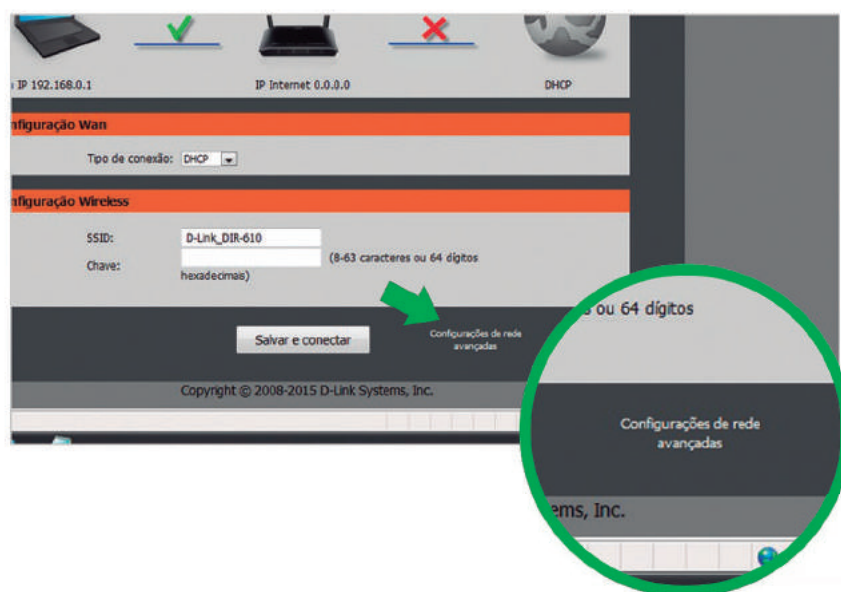 IP 192.168.0.1
IP Internet 0.0.0.0
DHCP
nfiguração Wan
Tipo de conexão: DHCP
nfiguração Wireless
SSID: D-Link_DIR-610
Chave: (8-63 caracteres ou 64 dígitos
hexadecimais)
Salvar e conectar
Configurações de rede
avançadas
Copyright © 2008-2015 D-Link Systems, Inc.
s ou 64 dígitos
Configurações de rede
avançadas
ems, Inc.